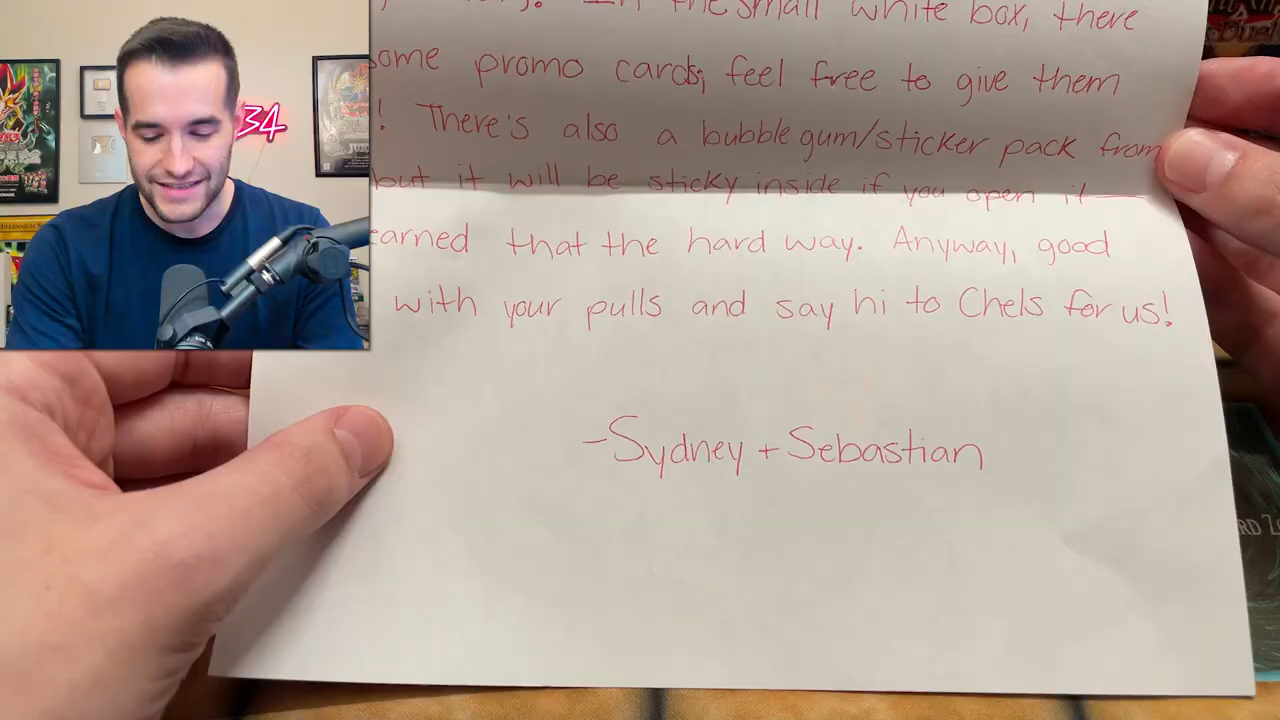 In the small white box, there
some promo cards; feel free to give them
! There's also a bubble gum/sticker pack from
but it will be sticky inside if you open it—
earned that the hard way. Anyway, good
with your pulls and say hi to Chels for us!
-Sydney + Sebastian
34